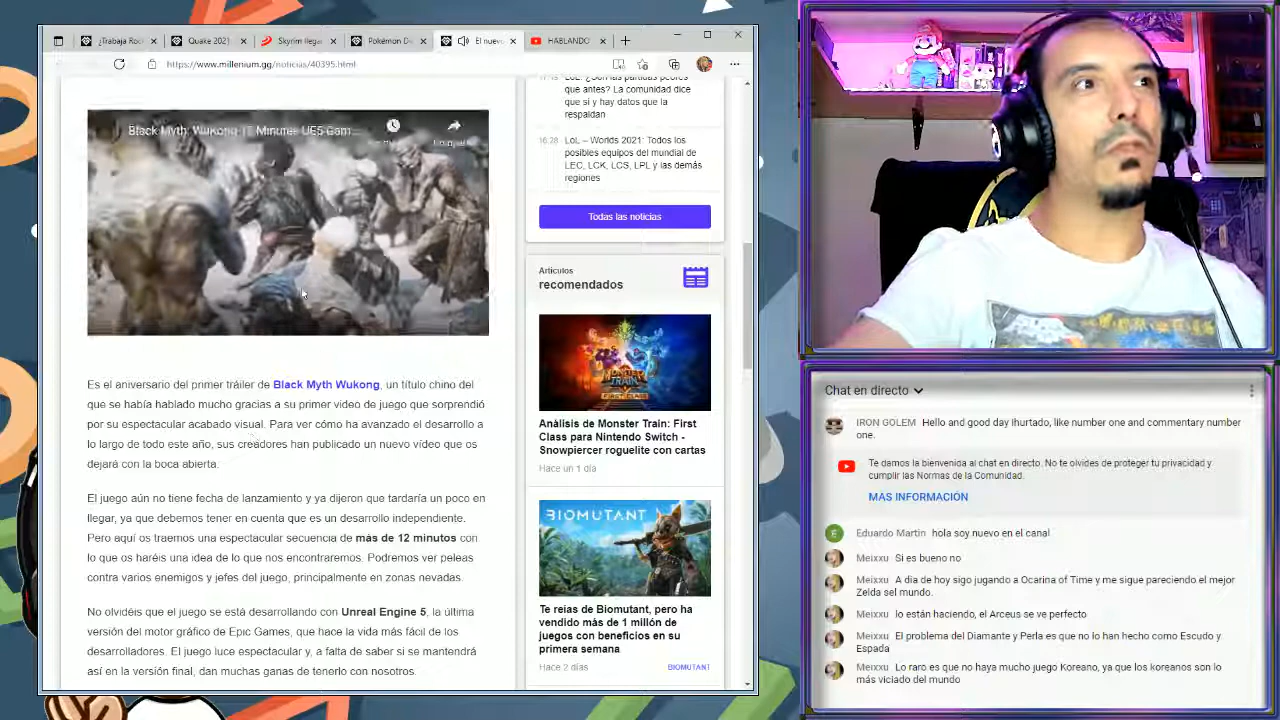 ¿Trabaja Roc
Quake 2021
Skyrim llega
Pokémon Di
El nuevo
HABLANDO
https://www.millenium.gg/noticias/40395.html
Black Myth: Wukong
Minutes UE5 Gam...
Es el aniversario del primer tráiler de Black Myth Wukong, un título chino del
que se había hablado mucho gracias a su primer vídeo de juego que sorprendió
por su espectacular acabado visual. Para ver cómo ha avanzado el desarrollo a
lo largo de todo este año, sus creadores han publicado un nuevo vídeo que os
dejará con la boca abierta.
El juego aún no tiene fecha de lanzamiento y ya dijeron que tardaría un poco en
llegar, ya que debemos tener en cuenta que es un desarrollo independiente.
Pero aquí os traemos una espectacular secuencia de más de 12 minutos con
lo que os haréis una idea de lo que nos encontraremos. Podremos ver peleas
contra varios enemigos y jefes del juego, principalmente en zonas nevadas.
No olvidéis que el juego se está desarrollando con Unreal Engine 5, la última
versión del motor gráfico de Epic Games, que hace la vida más fácil de los
desarrolladores. El juego luce espectacular y, a falta de saber si se mantendrá
así en la versión final, dan muchas ganas de tenerlo con nosotros.
LoL: ¿Son las partidas peores
que antes? La comunidad dice
que sí y hay datos que la
respaldan
16:28 LoL – Worlds 2021: Todos los
posibles equipos del mundial de
LEC, LCK, LCS, LPL y las demás
regiones
Todas las noticias
Artículos
recomendados
MONSTER
TRAIN
FIRST CLASS
Análisis de Monster Train: First
Class para Nintendo Switch -
Snowpiercer roguelite con cartas
Hace un 1 día
BIOMUTANT
Te reías de Biomutant, pero ha
vendido más de 1 millón de
juegos con beneficios en su
primera semana
Hace 2 días BIOMUTANT
Chat en directo
IRON GOLEM Hello and good day lhurtado, like number one and commentary number
one.
Te damos la bienvenida al chat en directo. No te olvides de proteger tu privacidad y
cumplir las Normas de la Comunidad.
MÁS INFORMACIÓN
E Eduardo Martin hola soy nuevo en el canal
Meixxu Si es bueno no
Meixxu A dia de hoy sigo jugando a Ocarina of Time y me sigue pareciendo el mejor
Zelda sel mundo.
Meixxu lo están haciendo, el Arceus se ve perfecto
Meixxu El problema del Diamante y Perla es que no lo han hecho como Escudo y
Espada
Meixxu Lo raro es que no haya mucho juego Koreano, ya que los koreanos son lo
más viciado del mundo